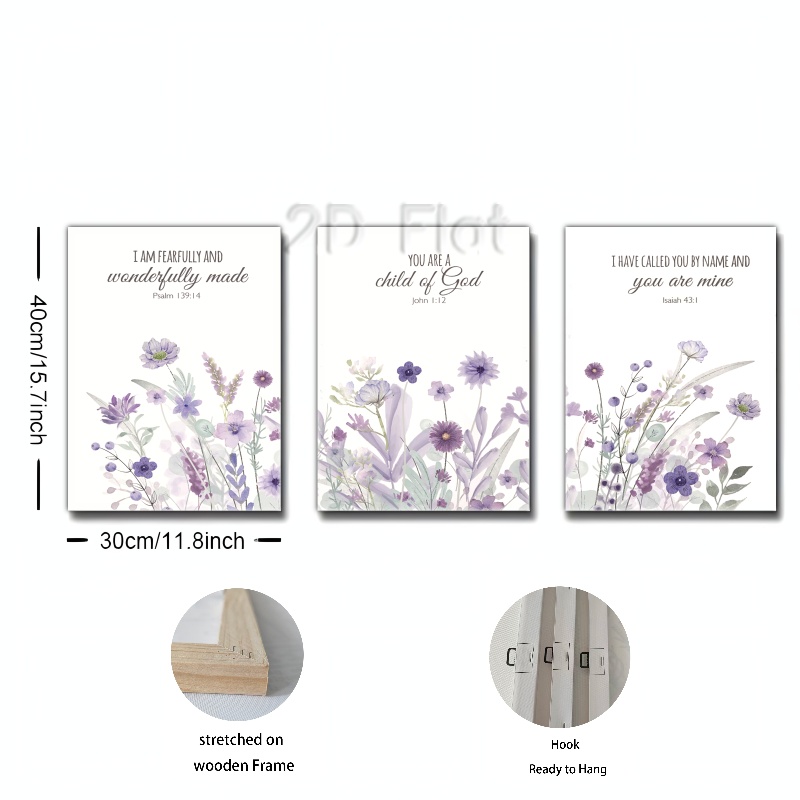 2D Flat
I AM FEARFULLY AND
wonderfully made
Psalm 139:14
YOU ARE A
child of God
John 1:12
I HAVE CALLED YOU BY NAME AND
you are mine
Isaiah 43:1
40cm/15.7inch
30cm/11.8inch
stretched on
wooden Frame
Hook
Ready to Hang